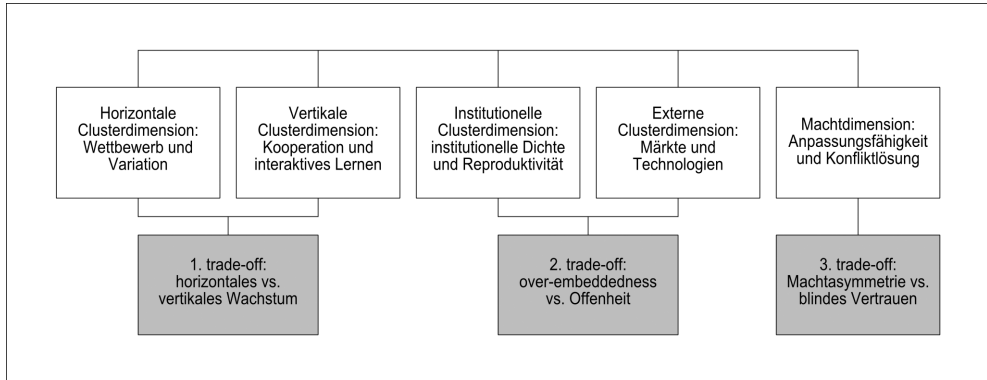 Horizontale
Clusterdimension:
Wettbewerb und
Variation
Vertikale
Clusterdimension:
Kooperation und
interaktives Lernen
Institutionelle
Clusterdimension:
institutionelle Dichte
und Reproduktivität
Externe
Clusterdimension:
Märkte und
Technologien
Machtdimension:
Anpassungsfähigkeit
und Konfliktlösung
1. trade-off:
horizontales vs.
vertikales Wachstum
2. trade-off:
over-embeddedness
vs. Offenheit
3. trade-off:
Machtasymmetrie vs.
blindes Vertrauen